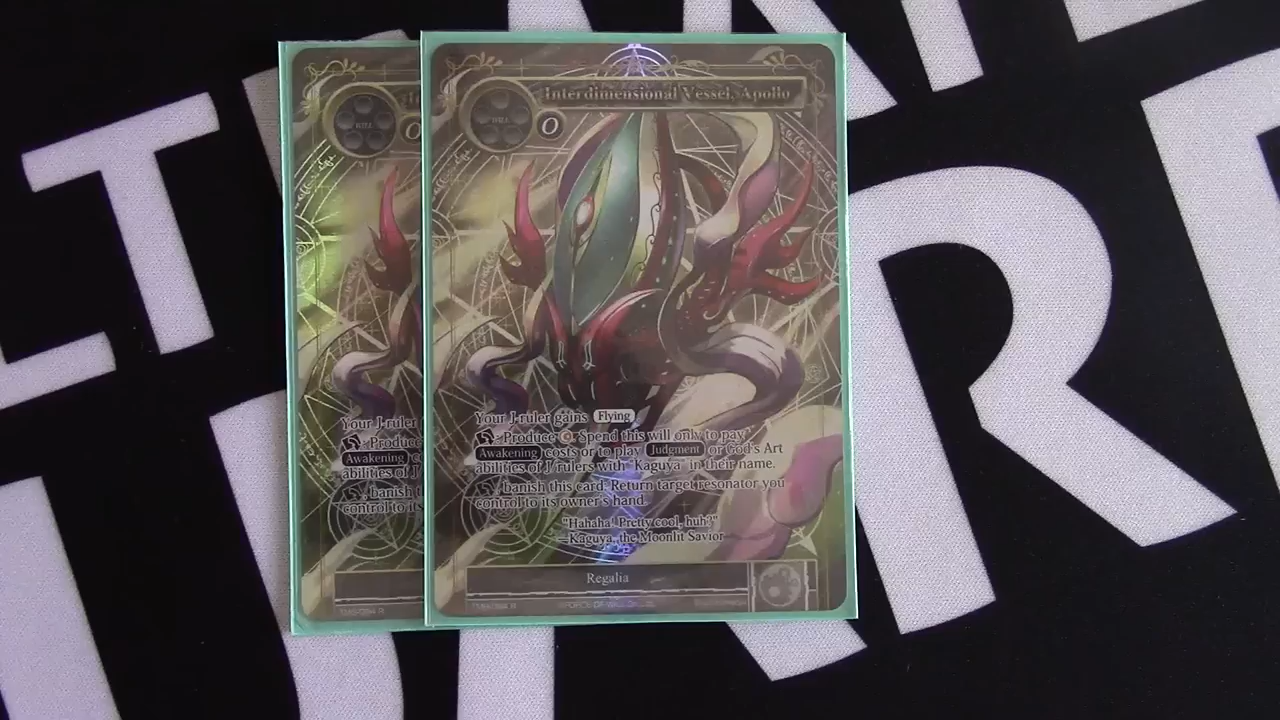 Interdimensional Vessel, Apollo
0
Your J-ruler gains Flying
: Produce . Spend this will only to pay
Awakening costs or to play Judgment or God's Art
abilities of J/rulers with "Kaguya" in their name.
, banish this card: Return target resonator you
control to its owner's hand.
"Hahaha! Pretty cool, huh?"
—Kaguya, the Moonlit Savior
Regalia
Your J-ruler
: Produce
Awakening
abilities of J
, banish
control to its